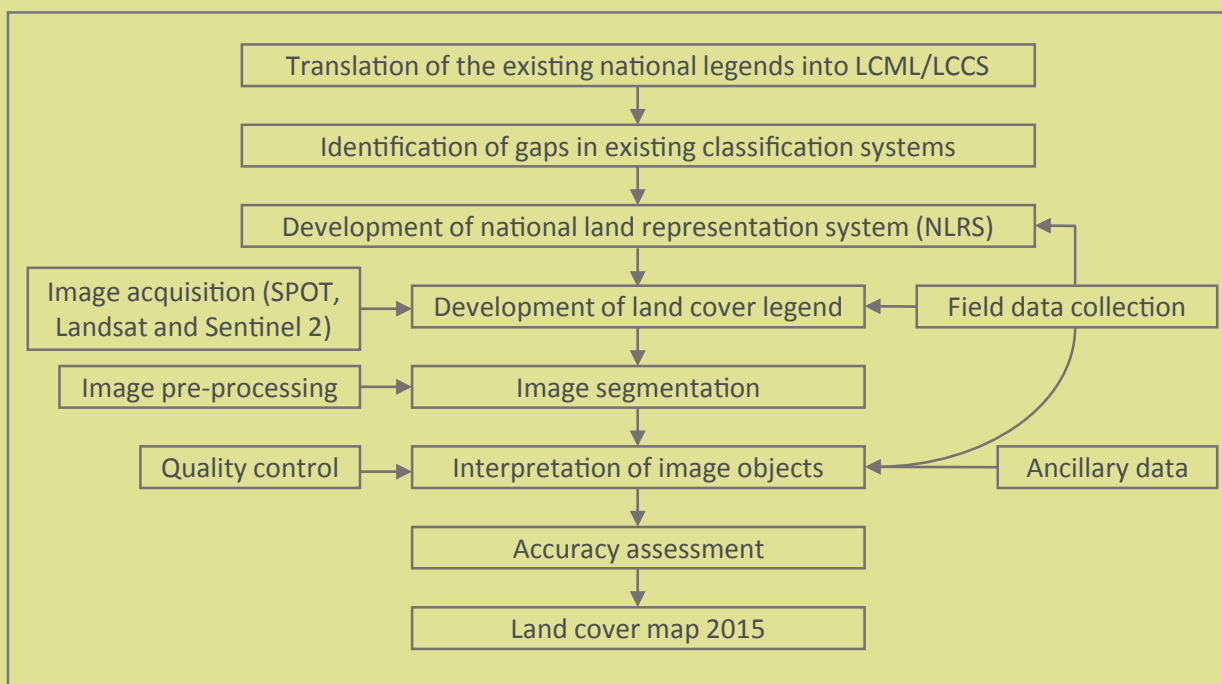 Translation of the existing national legends into LCML/LCCS
Identification of gaps in existing classification systems
Development of national land representation system (NLRS)
Image acquisition (SPOT,
Landsat and Sentinel 2)
Development of land cover legend
Field data collection
Image pre-processing
Image segmentation
Quality control
Interpretation of image objects
Ancillary data
Accuracy assessment
Land cover map 2015